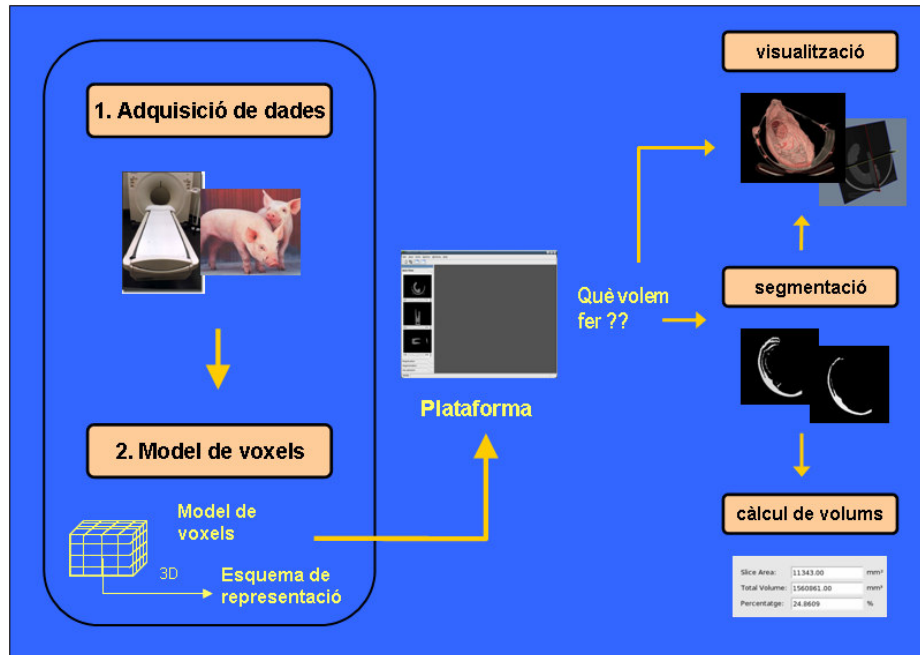 1. Adquisició de dades
2. Model de voxels
Model de
voxels
3D
Esquema de
representació
Plataforma
Què volem
fer ??
visualització
segmentació
càlcul de volums
Slice Area: 11343.00 mm²
Total Volume: 1560861.00 mm³
Percentatge: 24.8609 %